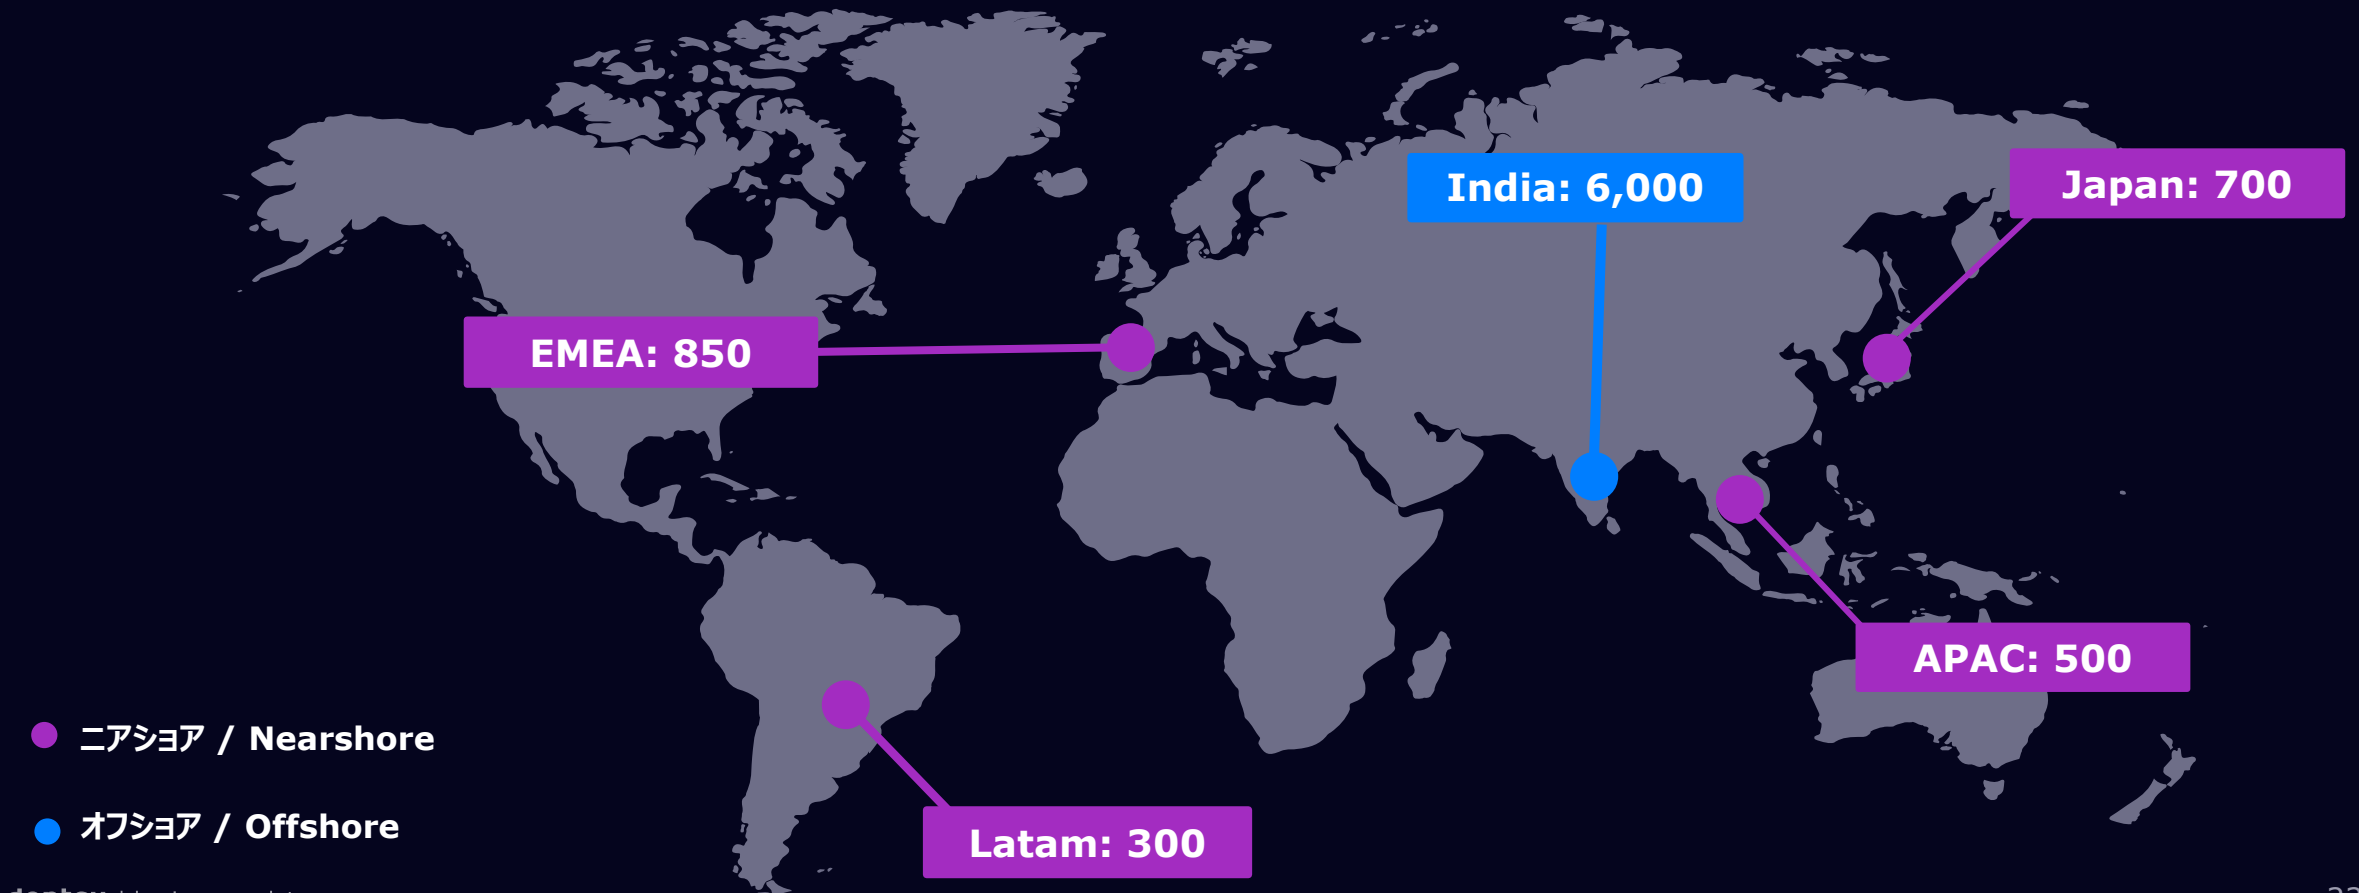 India: 6,000
Japan: 700
EMEA: 850
APAC: 500
ニアショア / Nearshore
オフショア / Offshore
Latam: 300